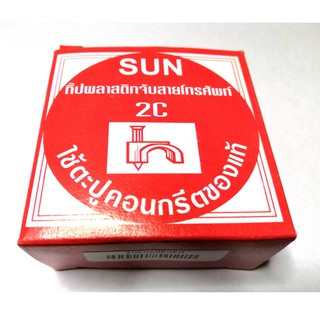 SUN
กิ๊ปพลาสติกจับสายโทรศัพท์
2C
ใช้ตะปูคอนกรีตของแท้